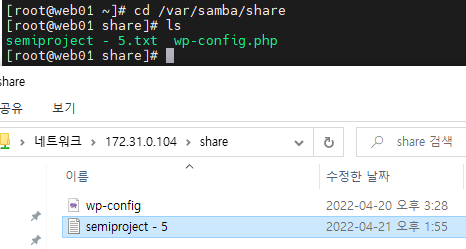 [root@web01 ~]# cd /var/samba/share
[root@web01 share]# ls
semiproject - 5.txt  wp-config.php
[root@web01 share]#
share
공유 보기
네트워크 > 172.31.0.104 > share share 검색
이름 수정한 날짜
wp-config 2022-04-20 오후 3:28
semiproject - 5 2022-04-21 오후 1:55